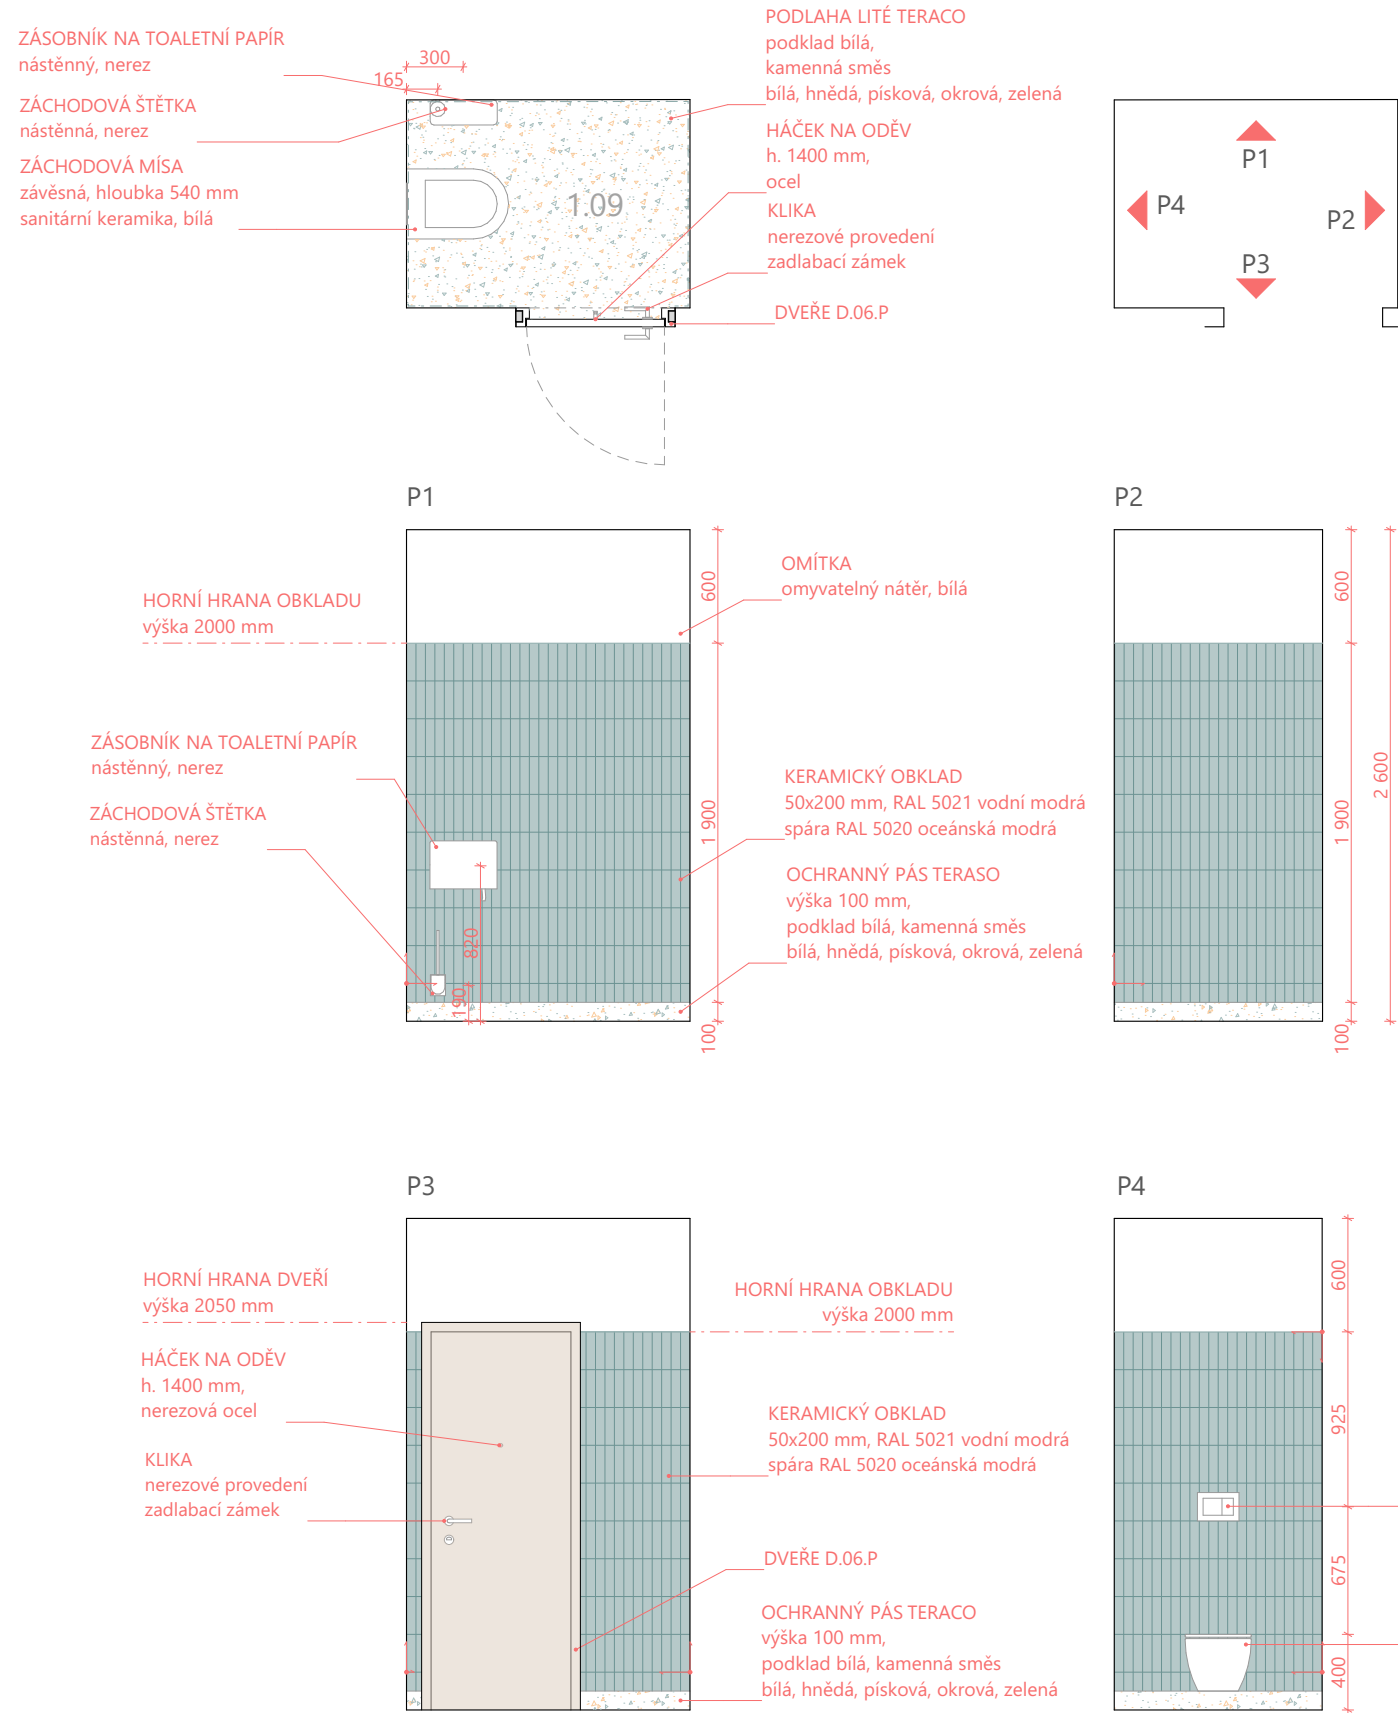 ZÁSOBNÍK NA TOALETNÍ PAPÍR
nástěnný, nerez
ZÁCHODOVÁ ŠTĚTKA
nástěnná, nerez
ZÁCHODOVÁ MÍSA
závěsná, hloubka 540 mm
sanitární keramika, bílá
300
165
1.09
PODLAHA LITÉ TERACO
podklad bílá,
kamenná směs
bílá, hnědá, písková, okrová, zelená
HÁČEK NA ODĚV
h. 1400 mm,
ocel
KLIKA
nerezové provedení
zadlabací zámek
DVEŘE D.06.P
P1
P4
P2
P3
P1
HORNÍ HRANA OBKLADU
výška 2000 mm
ZÁSOBNÍK NA TOALETNÍ PAPÍR
nástěnný, nerez
ZÁCHODOVÁ ŠTĚTKA
nástěnná, nerez
820
190
600
1 900
100
OMÍTKA
omyvatelný nátěr, bílá
KERAMICKÝ OBKLAD
50x200 mm, RAL 5021 vodní modrá
spára RAL 5020 oceánská modrá
OCHRANNÝ PÁS TERASO
výška 100 mm,
podklad bílá, kamenná směs
bílá, hnědá, písková, okrová, zelená
P2
600
1 900
100
2 600
P3
HORNÍ HRANA DVEŘÍ
výška 2050 mm
HÁČEK NA ODĚV
h. 1400 mm,
nerezová ocel
KLIKA
nerezové provedení
zadlabací zámek
HORNÍ HRANA OBKLADU
výška 2000 mm
KERAMICKÝ OBKLAD
50x200 mm, RAL 5021 vodní modrá
spára RAL 5020 oceánská modrá
DVEŘE D.06.P
OCHRANNÝ PÁS TERACO
výška 100 mm,
podklad bílá, kamenná směs
bílá, hnědá, písková, okrová, zelená
P4
600
925
675
400